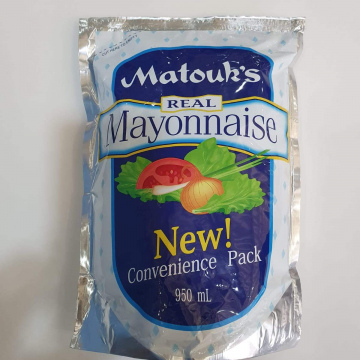 Matouk's
REAL
Mayonnaise
New!
Convenience Pack
950 mL